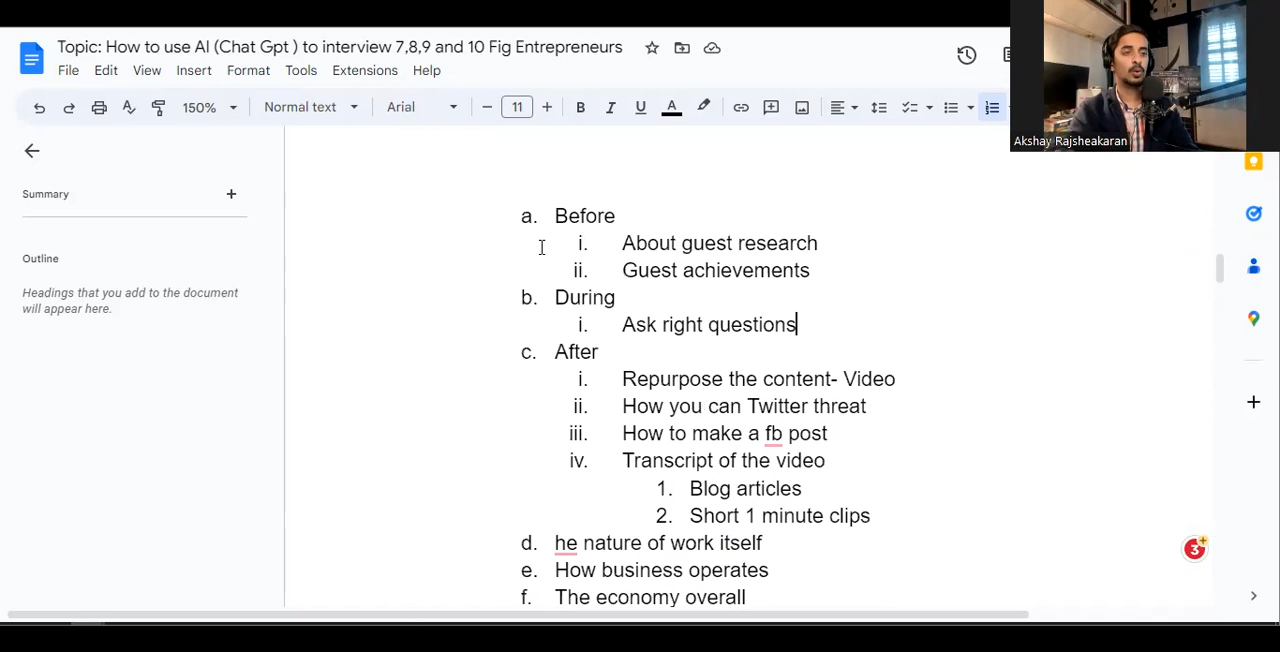 Topic: How to use AI (Chat Gpt ) to interview 7,8,9 and 10 Fig Entrepreneurs
File Edit View Insert Format Tools Extensions Help
150% Normal text Arial − 11 + B I U A
Akshay Rajsheakaran
Summary +
Outline
Headings that you add to the document
will appear here.
a. Before
i. About guest research
ii. Guest achievements
b. During
i. Ask right questions
c. After
i. Repurpose the content- Video
ii. How you can Twitter threat
iii. How to make a fb post
iv. Transcript of the video
1. Blog articles
2. Short 1 minute clips
d. he nature of work itself
e. How business operates
f. The economy overall
3+